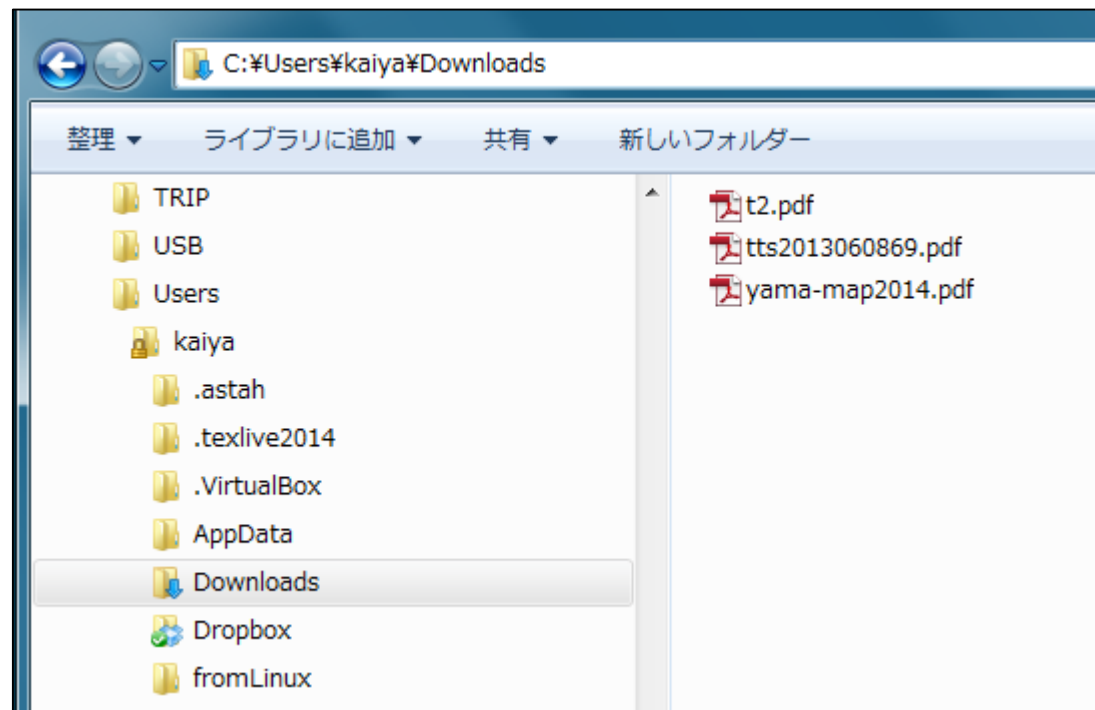 C:¥Users¥kaiya¥Downloads
整理 ライブラリに追加 共有 新しいフォルダー
TRIP
USB
Users
kaiya
.astah
.texlive2014
.VirtualBox
AppData
Downloads
Dropbox
fromLinux
t2.pdf
tts2013060869.pdf
yama-map2014.pdf